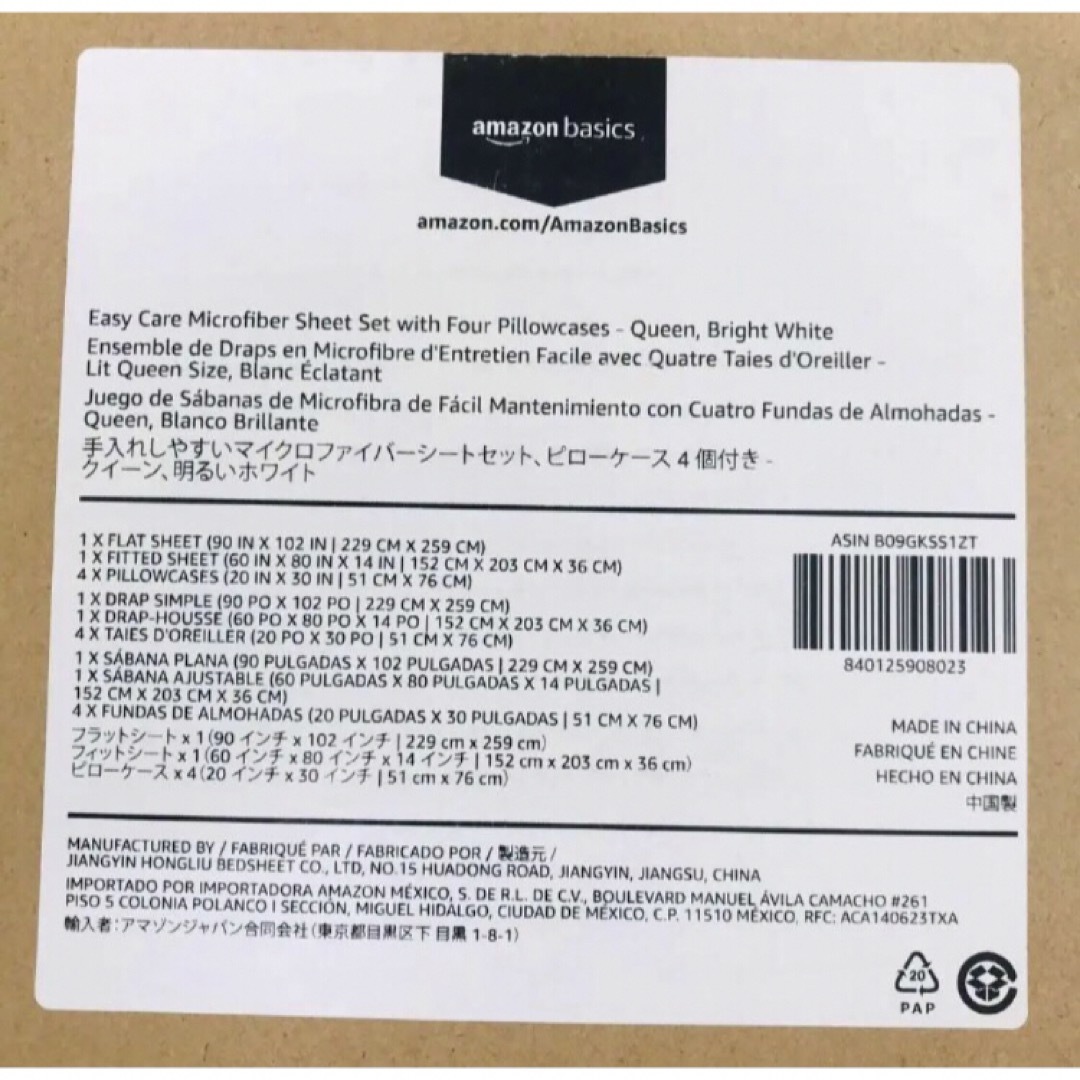 amazon basics
amazon.com/AmazonBasics
Easy Care Microfiber Sheet Set with Four Pillowcases - Queen, Bright White
Ensemble de Draps en Microfibre d'Entretien Facile avec Quatre Taies d'Oreiller -
Lit Queen Size, Blanc Éclatant
Juego de Sábanas de Microfibra de Fácil Mantenimiento con Cuatro Fundas de Almohadas -
Queen, Blanco Brillante
手入れしやすいマイクロファイバーシートセット、ピローケース 4 個付き -
クイーン、明るいホワイト
1 X FLAT SHEET (90 IN X 102 IN | 229 CM X 259 CM)
1 X FITTED SHEET (60 IN X 80 IN X 14 IN | 152 CM X 203 CM X 36 CM)
4 X PILLOWCASES (20 IN X 30 IN | 51 CM X 76 CM)
1 X DRAP SIMPLE (90 PO X 102 PO | 229 CM X 259 CM)
1 X DRAP-HOUSSE (60 PO X 80 PO X 14 PO | 152 CM X 203 CM X 36 CM)
4 X TAIES D'OREILLER (20 PO X 30 PO | 51 CM X 76 CM)
1 X SÁBANA PLANA (90 PULGADAS X 102 PULGADAS | 229 CM X 259 CM)
1 X SÁBANA AJUSTABLE (60 PULGADAS X 80 PULGADAS X 14 PULGADAS |
152 CM X 203 CM X 36 CM)
4 X FUNDAS DE ALMOHADAS (20 PULGADAS X 30 PULGADAS | 51 CM X 76 CM)
フラットシート x 1 (90 インチ x 102 インチ | 229 cm x 259 cm)
フィットシート x 1 (60 インチ x 80 インチ x 14 インチ | 152 cm x 203 cm x 36 cm)
ピローケース x 4 (20 インチ x 30 インチ | 51 cm x 76 cm)
ASIN B09GKSS1ZT
840125908023
MADE IN CHINA
FABRIQUÉ EN CHINE
HECHO EN CHINA
中国製
MANUFACTURED BY / FABRIQUÉ PAR / FABRICADO POR / 製造元 /
JIANGYIN HONGLIU BEDSHEET CO., LTD, NO.15 HUADONG ROAD, JIANGYIN, JIANGSU, CHINA
IMPORTADO POR IMPORTADORA AMAZON MÉXICO, S. DE R.L. DE C.V., BOULEVARD MANUEL ÁVILA CAMACHO #261
PISO 5 COLONIA POLANCO I SECCIÓN, MIGUEL HIDALGO, CIUDAD DE MÉXICO, C.P. 11510 MÉXICO, RFC: ACA140623TXA
輸入者：アマゾンジャパン合同会社（東京都目黒区下目黒 1-8-1）
20
PAP